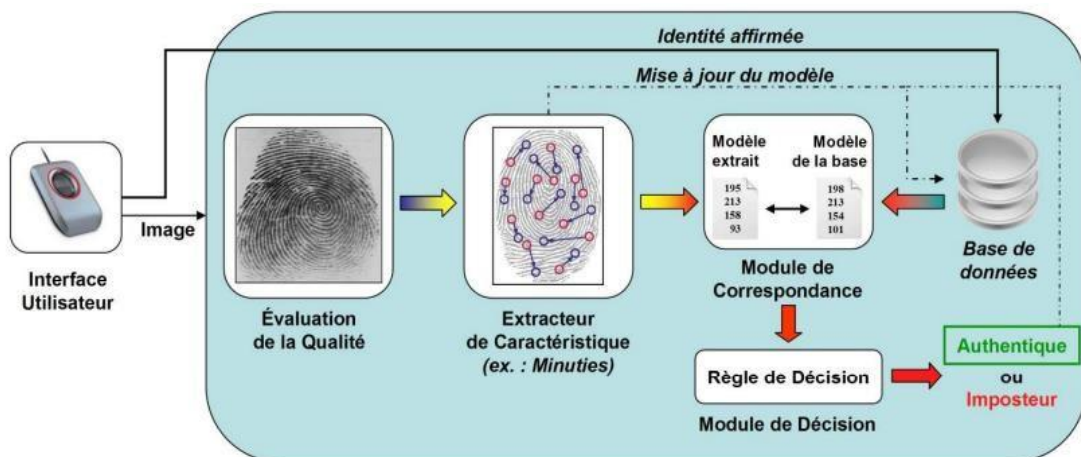 Identité affirmée
Mise à jour du modèle
Image
Interface
Utilisateur
Évaluation
de la Qualité
Extracteur
de Caractéristique
(ex. : Minuties)
Modèle
extrait
195
213
158
93
Modèle
de la base
198
213
154
101
Module de
Correspondance
Base de
données
Règle de Décision
Module de Décision
Authentique
ou
Imposteur